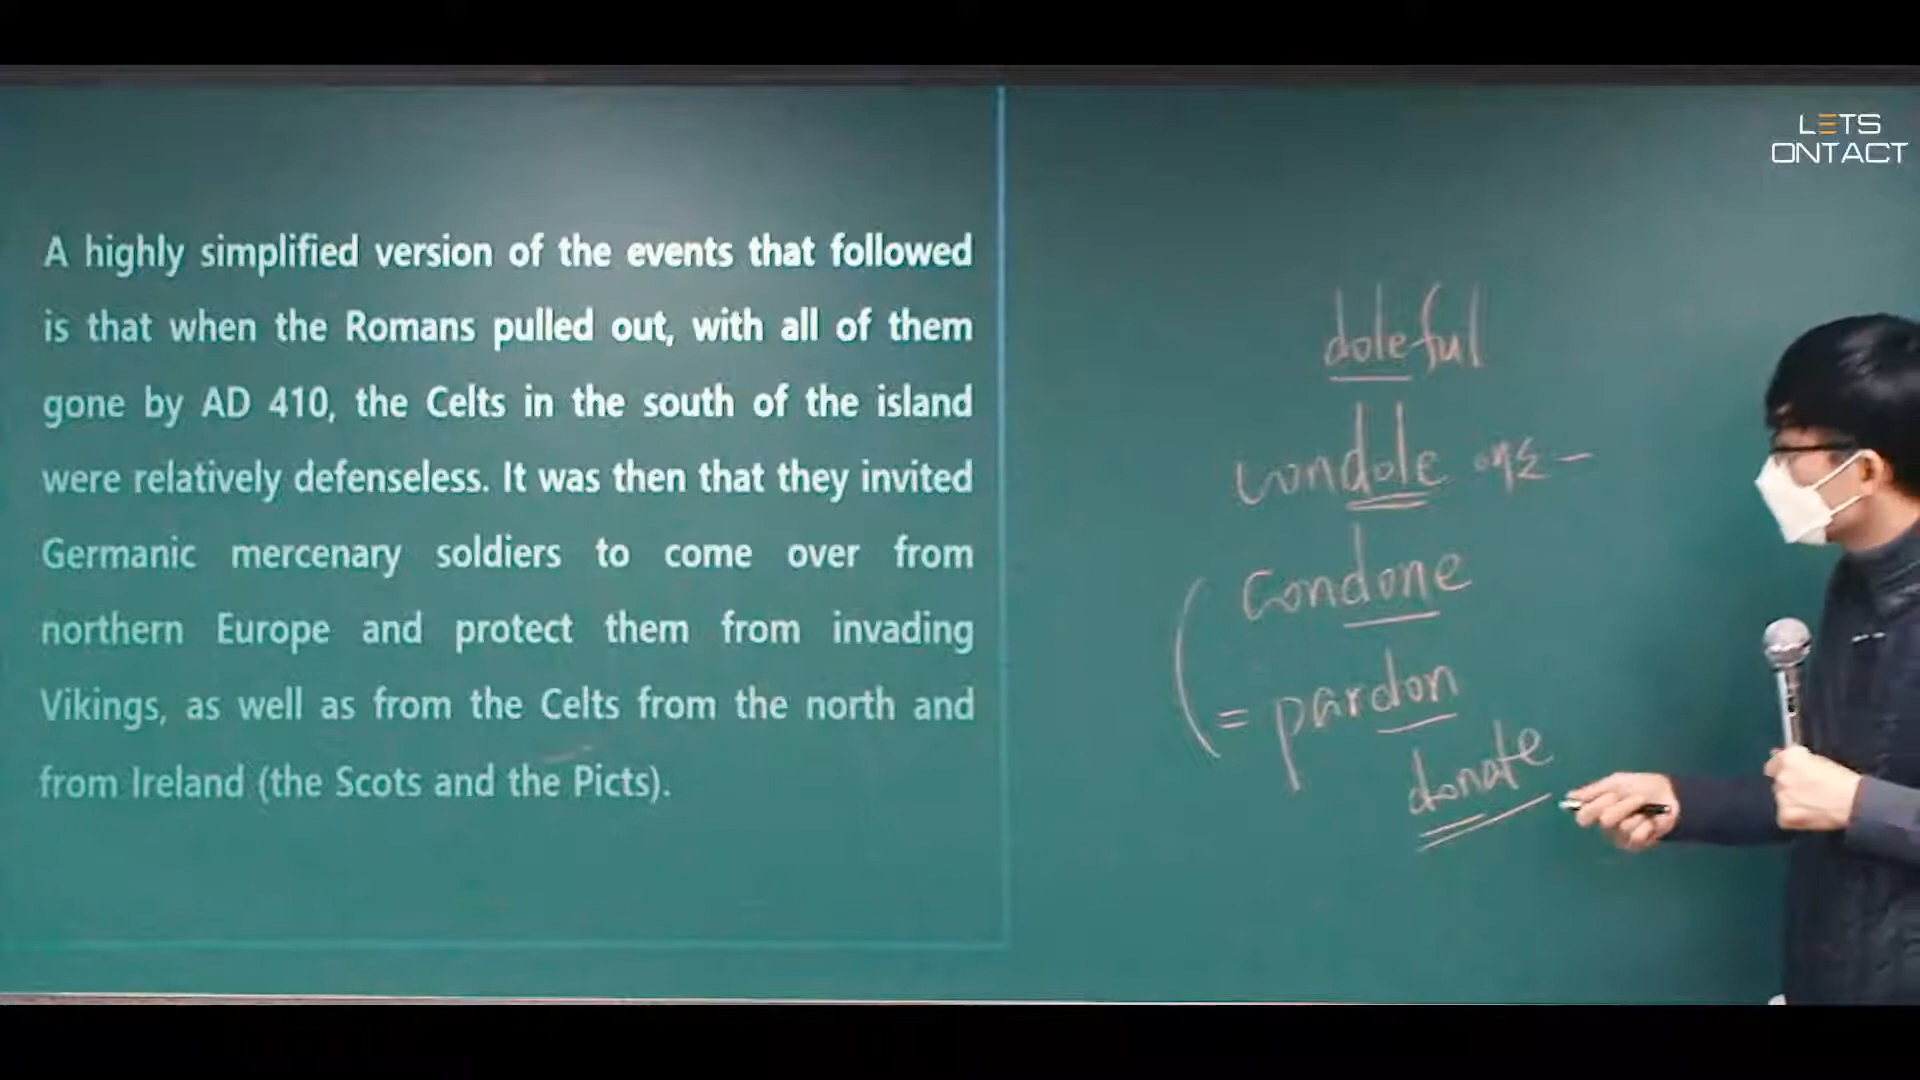 LETS
ONTACT
A highly simplified version of the events that followed
is that when the Romans pulled out, with all of them
gone by AD 410, the Celts in the south of the island
were relatively defenseless. It was then that they invited
Germanic mercenary soldiers to come over from
northern Europe and protect them from invading
Vikings, as well as from the Celts from the north and
from Ireland (the Scots and the Picts).
doleful
condole
condone
= pardon
donate